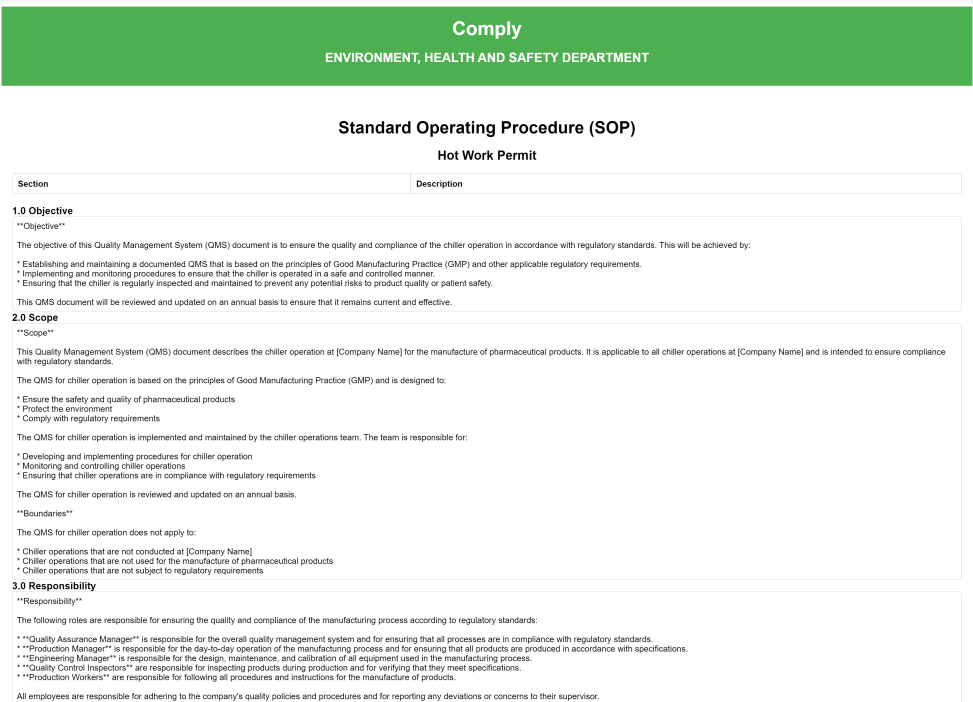 Comply
ENVIRONMENT, HEALTH AND SAFETY DEPARTMENT
Standard Operating Procedure (SOP)
Hot Work Permit
Section
Description
1.0 Objective
**Objective**
The objective of this Quality Management System (QMS) document is to ensure the quality and compliance of the chiller operation in accordance with regulatory standards. This will be achieved by:
* Establishing and maintaining a documented QMS that is based on the principles of Good Manufacturing Practice (GMP) and other applicable regulatory requirements.
* Implementing and monitoring procedures to ensure that the chiller is operated in a safe and controlled manner.
* Ensuring that the chiller is regularly inspected and maintained to prevent any potential risks to product quality or patient safety.
This QMS document will be reviewed and updated on an annual basis to ensure that it remains current and effective.
2.0 Scope
**Scope**
This Quality Management System (QMS) document describes the chiller operation at [Company Name] for the manufacture of pharmaceutical products. It is applicable to all chiller operations at [Company Name] and is intended to ensure compliance
with regulatory standards.
The QMS for chiller operation is based on the principles of Good Manufacturing Practice (GMP) and is designed to:
* Ensure the safety and quality of pharmaceutical products
* Protect the environment
* Comply with regulatory requirements
The QMS for chiller operation is implemented and maintained by the chiller operations team. The team is responsible for:
* Developing and implementing procedures for chiller operation
* Monitoring and controlling chiller operations
* Ensuring that chiller operations are in compliance with regulatory requirements
The QMS for chiller operation is reviewed and updated on an annual basis.
**Boundaries**
The QMS for chiller operation does not apply to:
* Chiller operations that are not conducted at [Company Name]
* Chiller operations that are not used for the manufacture of pharmaceutical products
* Chiller operations that are not subject to regulatory requirements
3.0 Responsibility
**Responsibility**
The following roles are responsible for ensuring the quality and compliance of the manufacturing process according to regulatory standards:
* **Quality Assurance Manager** is responsible for the overall quality management system and for ensuring that all processes are in compliance with regulatory standards.
* **Production Manager** is responsible for the day-to-day operation of the manufacturing process and for ensuring that all products are produced in accordance with specifications.
* **Engineering Manager** is responsible for the design, maintenance, and calibration of all equipment used in the manufacturing process.
* **Quality Control Inspectors** are responsible for inspecting products during production and for verifying that they meet specifications.
* **Production Workers** are responsible for following all procedures and instructions for the manufacture of products.
All employees are responsible for adhering to the company's quality policies and procedures and for reporting any deviations or concerns to their supervisor.